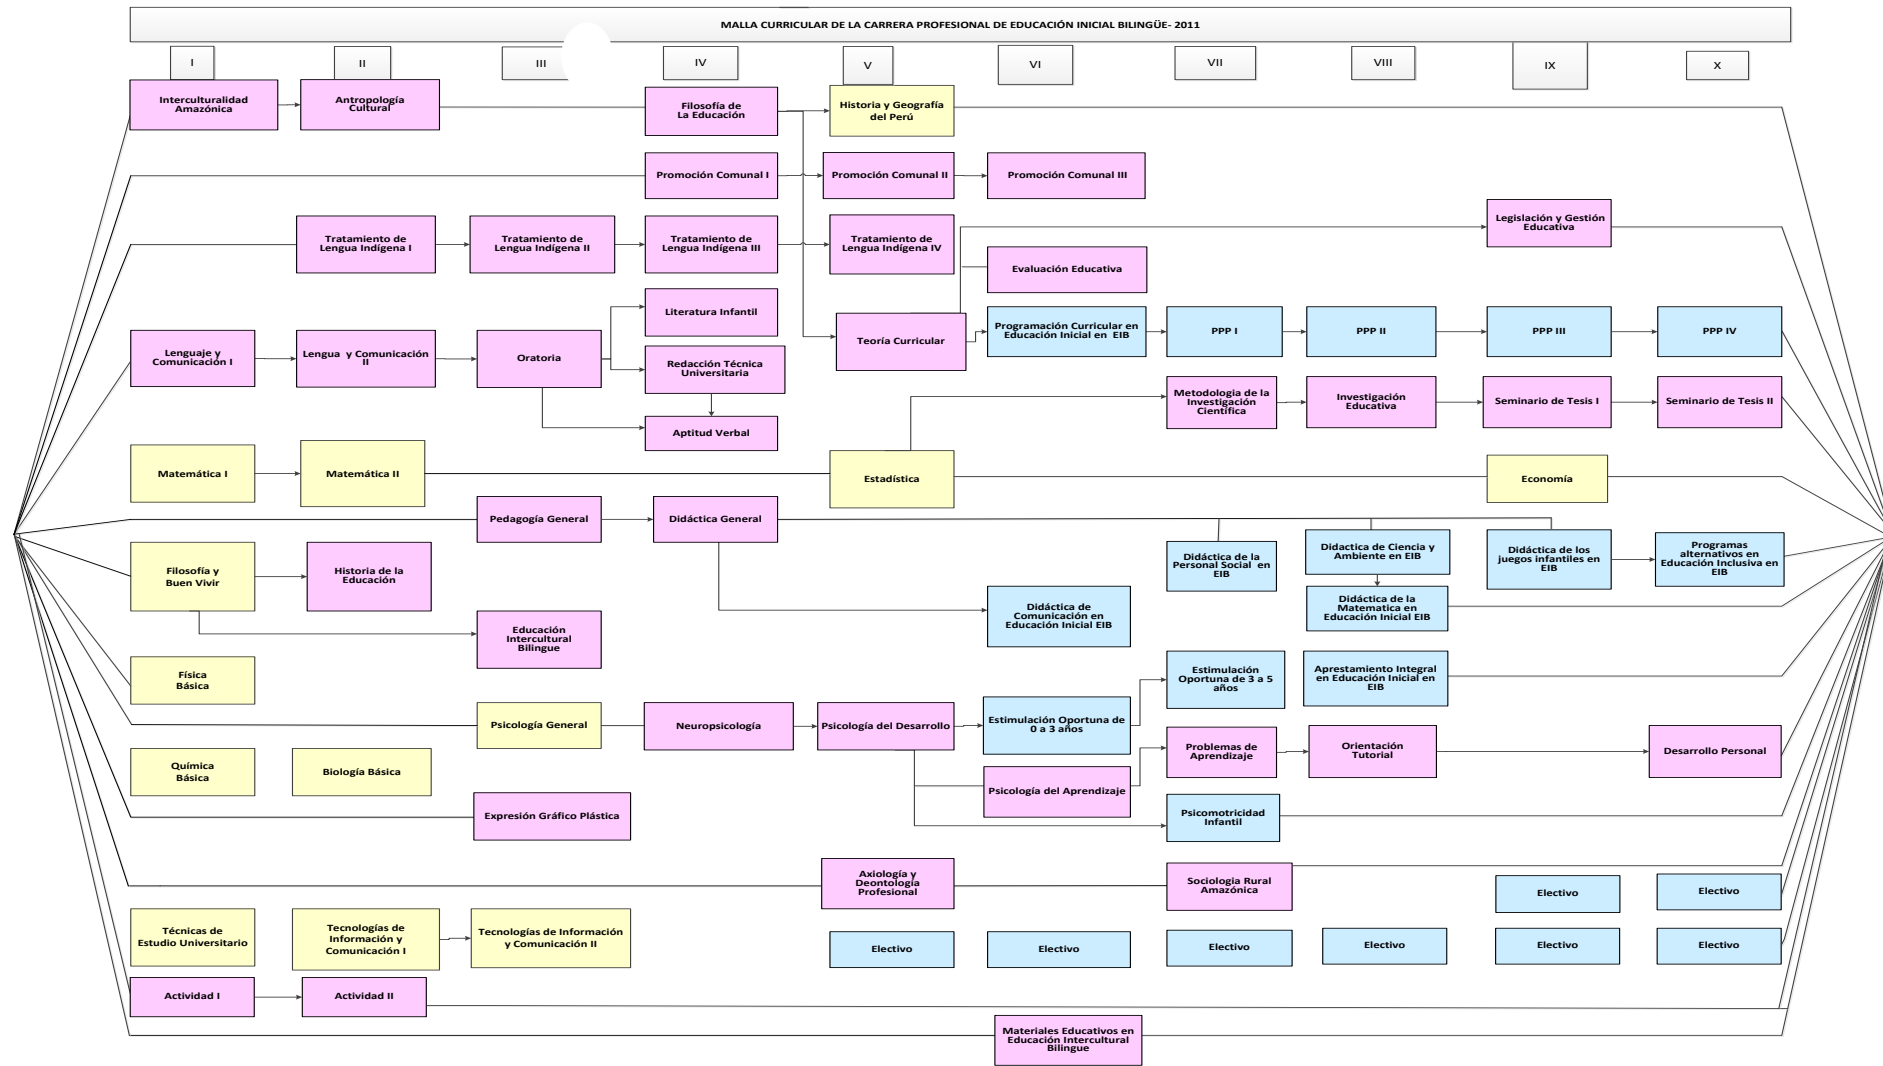 MALLA CURRICULAR DE LA CARRERA PROFESIONAL DE EDUCACIÓN INICIAL BILINGÜE- 2011
I
II
III
IV
V
VI
VII
VIII
IX
X
Interculturalidad
Amazónica
Antropología
Cultural
Filosofía de
La Educación
Historia y Geografía
del Perú
Promoción Comunal I
Promoción Comunal II
Promoción Comunal III
Tratamiento de
Lengua Indígena I
Tratamiento de
Lengua Indígena II
Tratamiento de
Lengua Indígena III
Tratamiento de
Lengua Indígena IV
Legislación y Gestión
Educativa
Evaluación Educativa
Literatura Infantil
Lenguaje y
Comunicación I
Lengua y Comunicación
II
Oratoria
Redacción Técnica
Universitaria
Teoría Curricular
Programación Curricular en
Educación Inicial en EIB
PPP I
PPP II
PPP III
PPP IV
Aptitud Verbal
Metodologia de la
Investigación
Científica
Investigación
Educativa
Seminario de Tesis I
Seminario de Tesis II
Matemática I
Matemática II
Estadística
Economía
Pedagogía General
Didáctica General
Didáctica de la
Personal Social en
EIB
Didactica de Ciencia y
Ambiente en EIB
Didáctica de los
juegos infantiles en
EIB
Programas
alternativos en
Educación Inclusiva en
EIB
Filosofía y
Buen Vivir
Historia de la
Educación
Didáctica de
Comunicación en
Educación Inicial EIB
Didáctica de la
Matematica en
Educación Inicial EIB
Educación
Intercultural
Bilingue
Física
Básica
Estimulación
Oportuna de 3 a 5
años
Aprestamiento Integral
en Educación Inicial en
EIB
Psicología General
Neuropsicología
Psicología del Desarrollo
Estimulación Oportuna de
0 a 3 años
Problemas de
Aprendizaje
Orientación
Tutorial
Desarrollo Personal
Química
Básica
Biología Básica
Psicología del Aprendizaje
Expresión Gráfico Plástica
Psicomotricidad
Infantil
Axiología y
Deontología
Profesional
Sociologia Rural
Amazónica
Electivo
Electivo
Técnicas de
Estudio Universitario
Tecnologías de
Información y
Comunicación I
Tecnologías de Información
y Comunicación II
Electivo
Electivo
Electivo
Electivo
Electivo
Electivo
Actividad I
Actividad II
Materiales Educativos en
Educación Intercultural
Bilingue